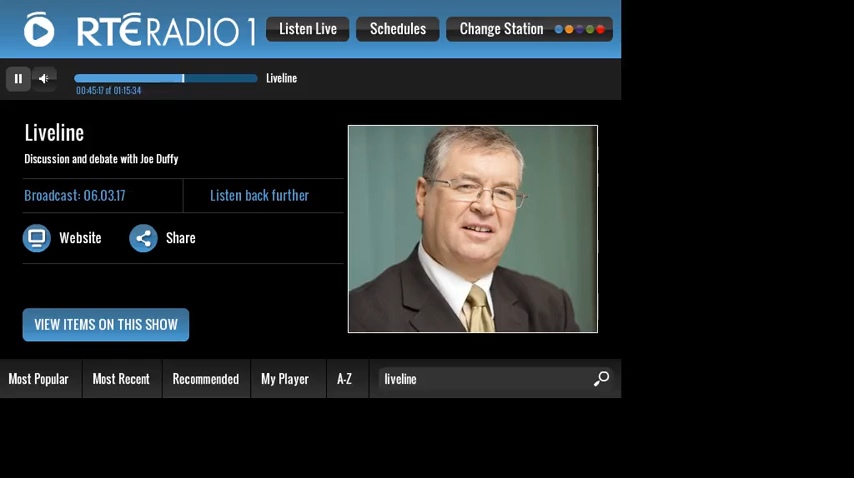 RTÉ RADIO 1
Listen Live
Schedules
Change Station
Liveline
00:45:17 of 01:15:34
Liveline
Discussion and debate with Joe Duffy
Broadcast: 06.03.17
Listen back further
Website
Share
VIEW ITEMS ON THIS SHOW
Most Popular
Most Recent
Recommended
My Player
A-Z
liveline